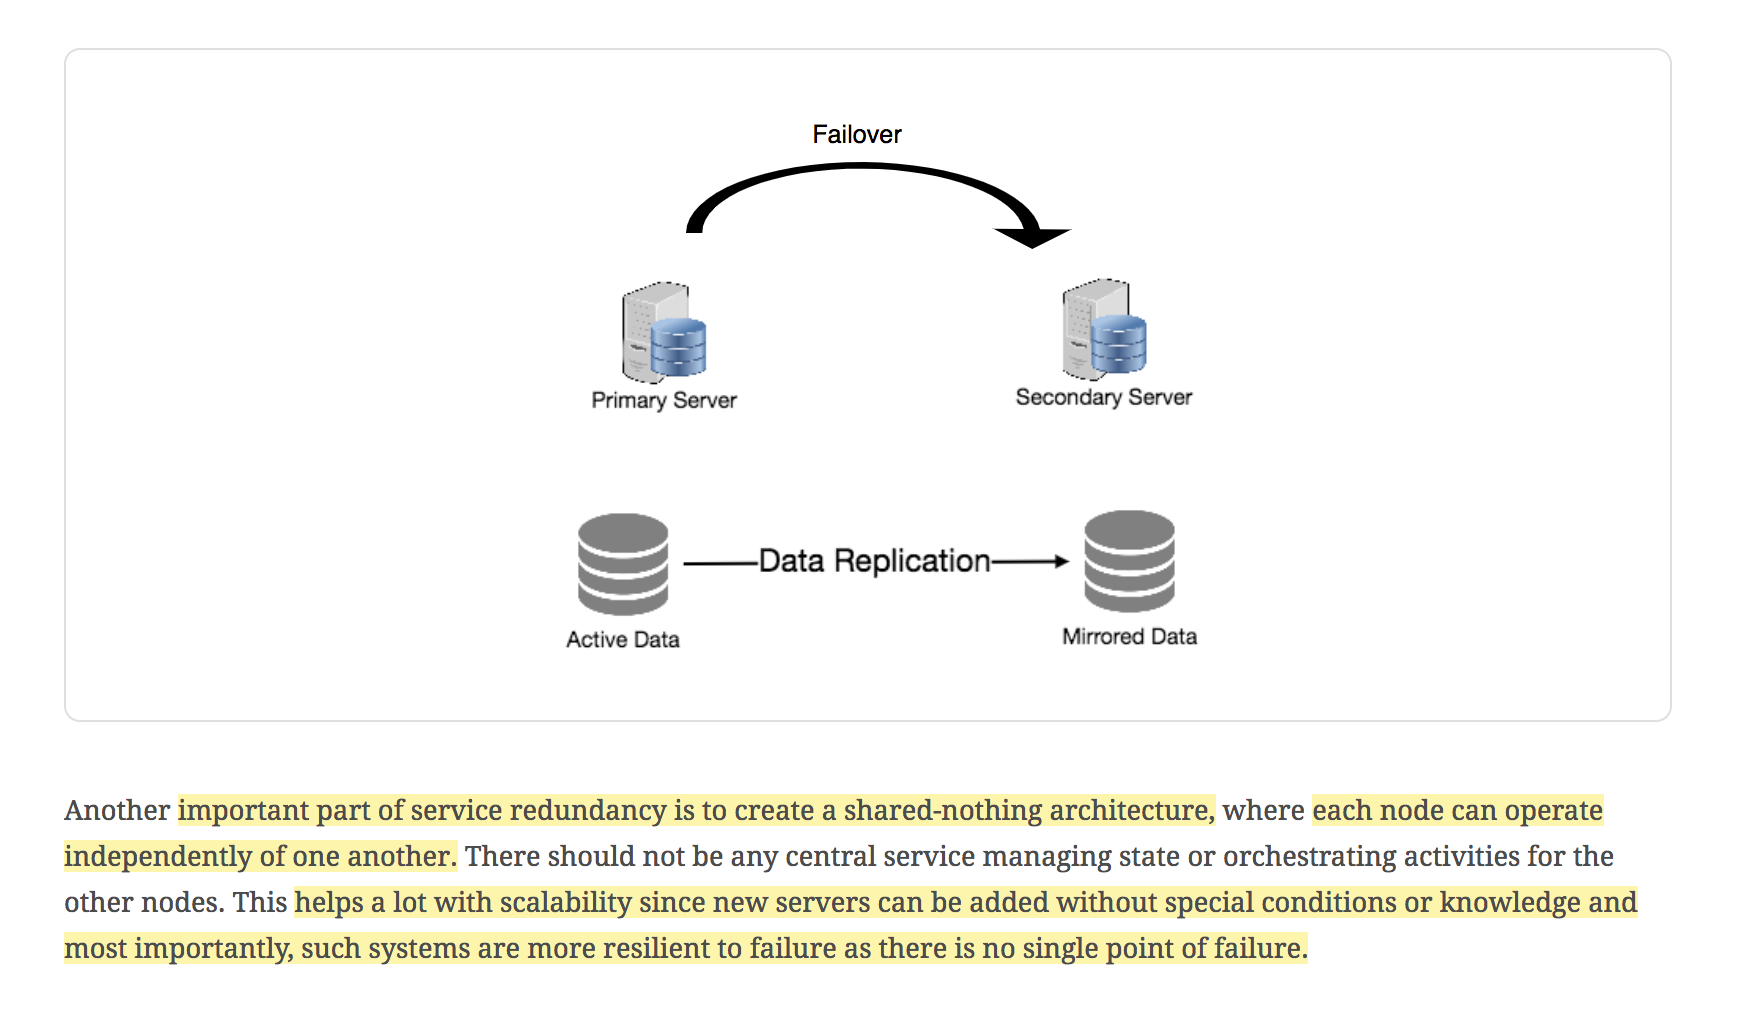 Failover
Primary Server
Secondary Server
Data Replication
Active Data
Mirrored Data
Another important part of service redundancy is to create a shared-nothing architecture, where each node can operate
independently of one another. There should not be any central service managing state or orchestrating activities for the
other nodes. This helps a lot with scalability since new servers can be added without special conditions or knowledge and
most importantly, such systems are more resilient to failure as there is no single point of failure.